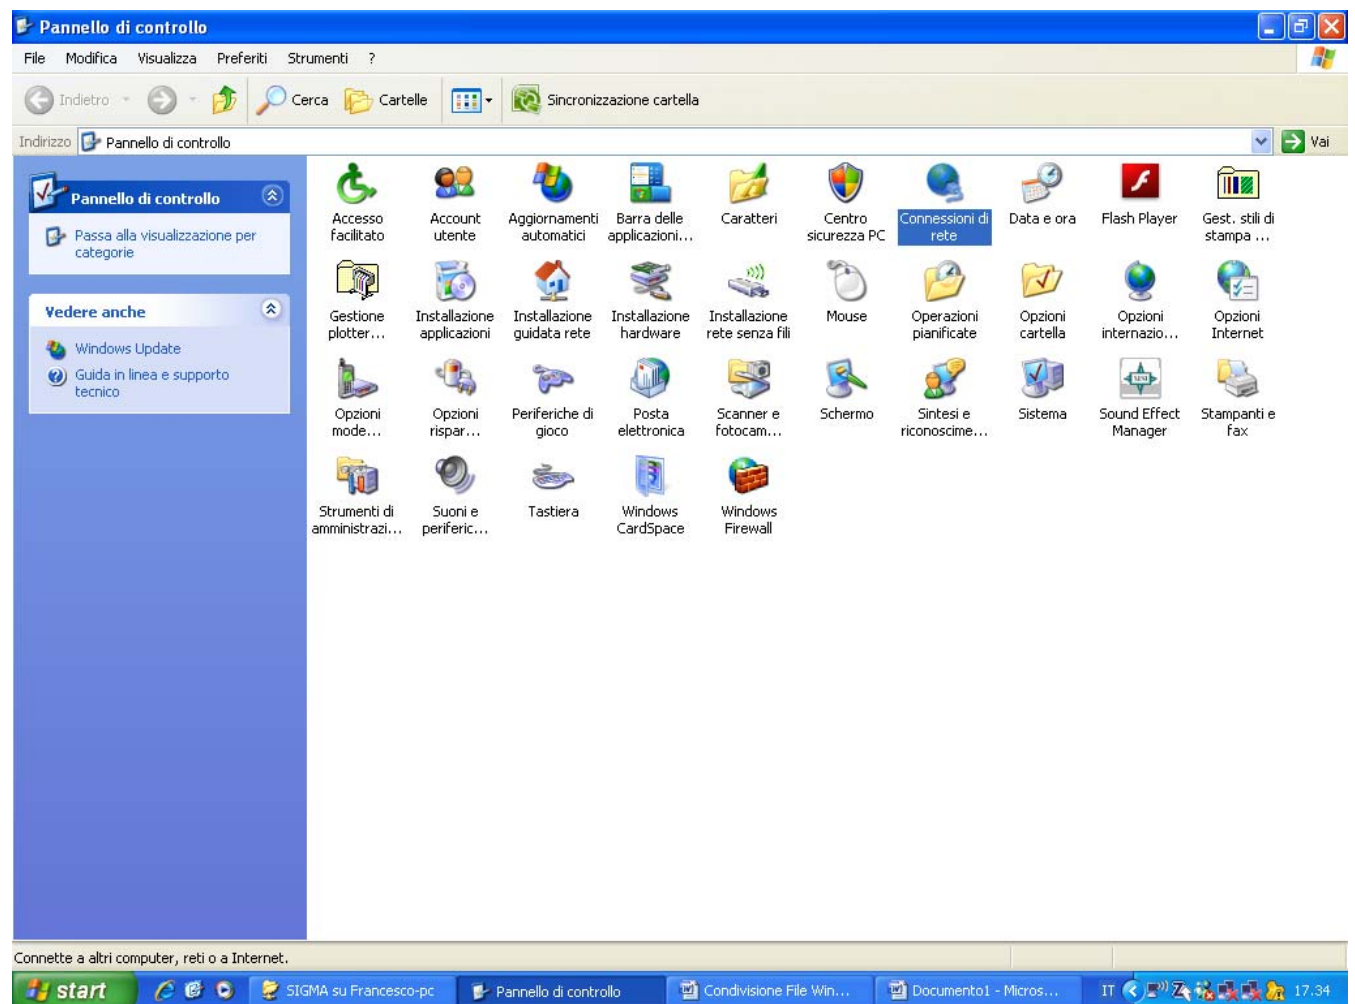 Pannello di controllo
File Modifica Visualizza Preferiti Strumenti ?
Indietro Cerca Cartelle Sincronizzazione cartella
Indirizzo Pannello di controllo Vai
Pannello di controllo
Passa alla visualizzazione per
categorie
Vedere anche
Windows Update
Guida in linea e supporto
tecnico
Accesso
facilitato
Account
utente
Aggiornamenti
automatici
Barra delle
applicazioni...
Caratteri
Centro
sicurezza PC
Connessioni di
rete
Data e ora
Flash Player
Gest. stili di
stampa ...
Gestione
plotter...
Installazione
applicazioni
Installazione
guidata rete
Installazione
hardware
Installazione
rete senza fili
Mouse
Operazioni
pianificate
Opzioni
cartella
Opzioni
internazio...
Opzioni
Internet
Opzioni
mode...
Opzioni
rispar...
Periferiche di
gioco
Posta
elettronica
Scanner e
fotocam...
Schermo
Sintesi e
riconoscime...
Sistema
Sound Effect
Manager
Stampanti e
fax
Strumenti di
amministrazi...
Suoni e
periferic...
Tastiera
Windows
CardSpace
Windows
Firewall
Connette a altri computer, reti o a Internet.
start SIGMA su Francesco-pc Pannello di controllo Condivisione File Win... Documento1 - Micros... IT 17.34